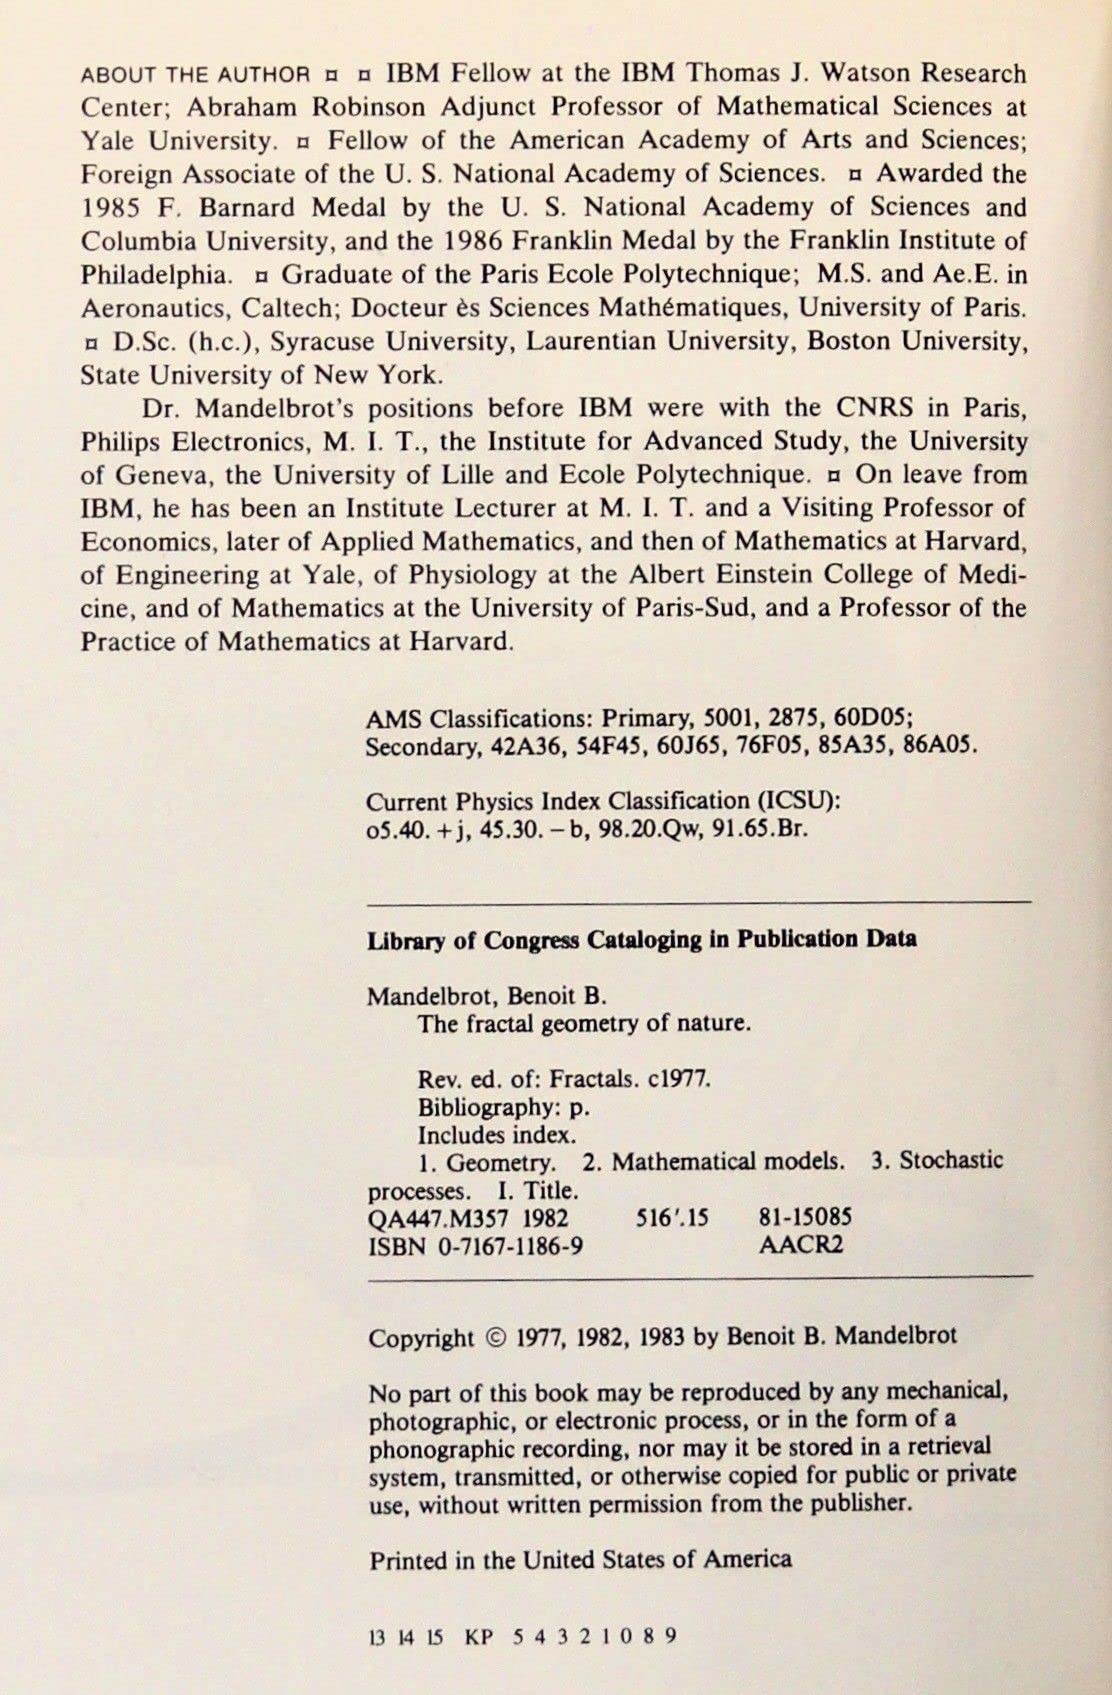 ABOUT THE AUTHOR ¤ ¤ IBM Fellow at the IBM Thomas J. Watson Research
Center; Abraham Robinson Adjunct Professor of Mathematical Sciences at
Yale University. ¤ Fellow of the American Academy of Arts and Sciences;
Foreign Associate of the U. S. National Academy of Sciences. ¤ Awarded the
1985 F. Barnard Medal by the U. S. National Academy of Sciences and
Columbia University, and the 1986 Franklin Medal by the Franklin Institute of
Philadelphia. ¤ Graduate of the Paris Ecole Polytechnique; M.S. and Ae.E. in
Aeronautics, Caltech; Docteur ès Sciences Mathématiques, University of Paris.
¤ D.Sc. (h.c.), Syracuse University, Laurentian University, Boston University,
State University of New York.
Dr. Mandelbrot's positions before IBM were with the CNRS in Paris,
Philips Electronics, M. I. T., the Institute for Advanced Study, the University
of Geneva, the University of Lille and Ecole Polytechnique. ¤ On leave from
IBM, he has been an Institute Lecturer at M. I. T. and a Visiting Professor of
Economics, later of Applied Mathematics, and then of Mathematics at Harvard,
of Engineering at Yale, of Physiology at the Albert Einstein College of Medi-
cine, and of Mathematics at the University of Paris-Sud, and a Professor of the
Practice of Mathematics at Harvard.
AMS Classifications: Primary, 5001, 2875, 60D05;
Secondary, 42A36, 54F45, 60J65, 76F05, 85A35, 86A05.
Current Physics Index Classification (ICSU):
o5.40. +j, 45.30. – b, 98.20.Qw, 91.65.Br.
Library of Congress Cataloging in Publication Data
Mandelbrot, Benoit B.
The fractal geometry of nature.
Rev. ed. of: Fractals. c1977.
Bibliography: p.
Includes index.
1. Geometry. 2. Mathematical models. 3. Stochastic
processes. I. Title.
QA447.M357 1982 516′.15 81-15085
ISBN 0-7167-1186-9 AACR2
Copyright © 1977, 1982, 1983 by Benoit B. Mandelbrot
No part of this book may be reproduced by any mechanical,
photographic, or electronic process, or in the form of a
phonographic recording, nor may it be stored in a retrieval
system, transmitted, or otherwise copied for public or private
use, without written permission from the publisher.
Printed in the United States of America
13 14 15 KP 5 4 3 2 1 0 8 9